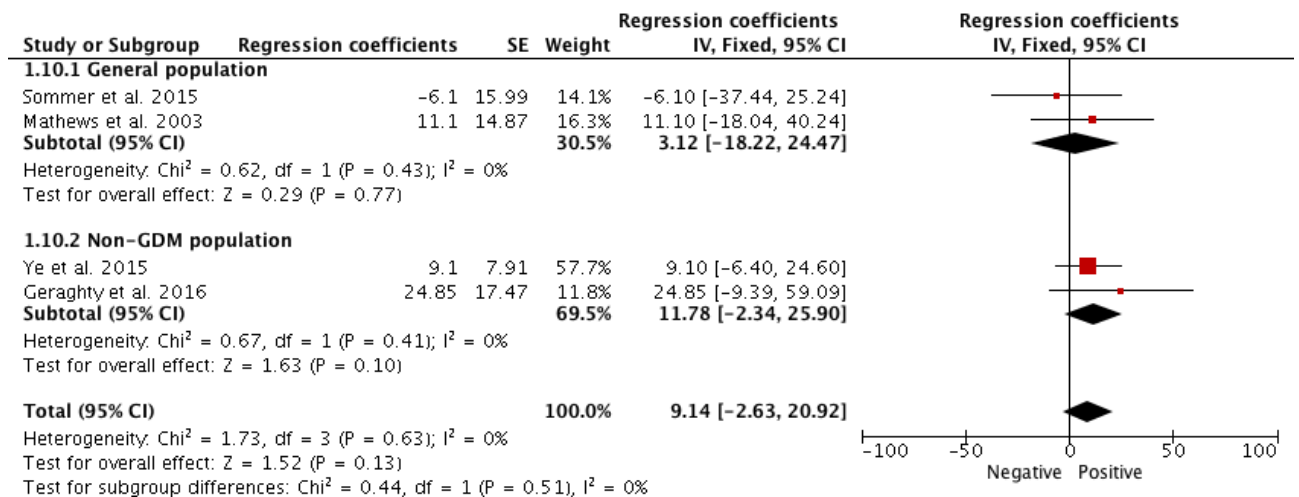 Regression coefficients Regression coefficients
Study or Subgroup Regression coefficients SE Weight IV, Fixed, 95% CI IV, Fixed, 95% CI
1.10.1 General population
Sommer et al. 2015 -6.1 15.99 14.1% -6.10 [-37.44, 25.24]
Mathews et al. 2003 11.1 14.87 16.3% 11.10 [-18.04, 40.24]
Subtotal (95% CI) 30.5% 3.12 [-18.22, 24.47]
Heterogeneity: Chi² = 0.62, df = 1 (P = 0.43); I² = 0%
Test for overall effect: Z = 0.29 (P = 0.77)
1.10.2 Non-GDM population
Ye et al. 2015 9.1 7.91 57.7% 9.10 [-6.40, 24.60]
Geraghty et al. 2016 24.85 17.47 11.8% 24.85 [-9.39, 59.09]
Subtotal (95% CI) 69.5% 11.78 [-2.34, 25.90]
Heterogeneity: Chi² = 0.67, df = 1 (P = 0.41); I² = 0%
Test for overall effect: Z = 1.63 (P = 0.10)
Total (95% CI) 100.0% 9.14 [-2.63, 20.92]
Heterogeneity: Chi² = 1.73, df = 3 (P = 0.63); I² = 0%
Test for overall effect: Z = 1.52 (P = 0.13)
Test for subgroup differences: Chi² = 0.44, df = 1 (P = 0.51), I² = 0%
-100 -50 0 50 100
Negative Positive